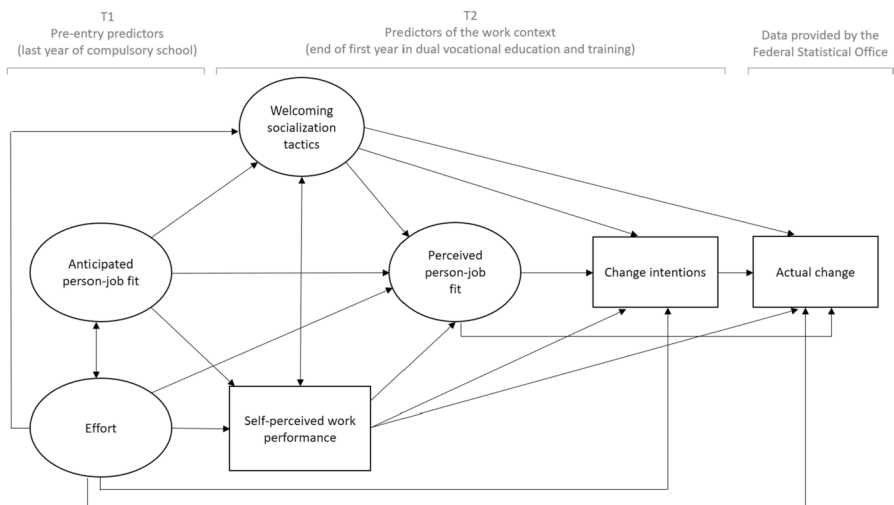 T1
Pre-entry predictors
(last year of compulsory school)
T2
Predictors of the work context
(end of first year in dual vocational education and training)
Data provided by the
Federal Statistical Office
Welcoming
socialization
tactics
Anticipated
person-job fit
Perceived
person-job
fit
Change intentions
Actual change
Effort
Self-perceived work
performance